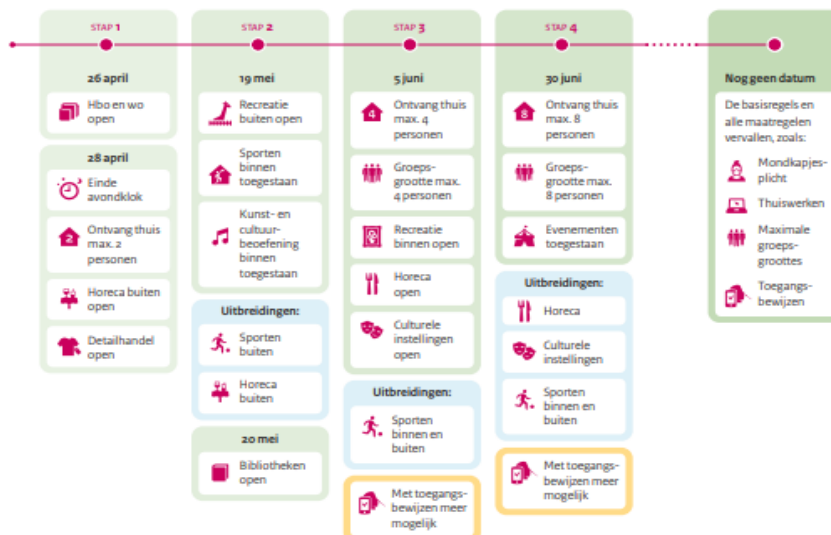 STAP 1
26 april
Hbo en wo
open
28 april
Einde
avondklok
2
Ontvang thuis
max. 2
personen
Horeca buiten
open
Detailhandel
open
STAP 2
19 mei
Recreatie
buiten open
Sporten
binnen
toegestaan
Kunst- en
cultuur-
beoefening
binnen
toegestaan
Uitbreidingen:
Sporten
buiten
Horeca
buiten
20 mei
Bibliotheken
open
STAP 3
5 juni
4
Ontvang thuis
max. 4
personen
Groeps-
grootte max.
4 personen
Recreatie
binnen open
Horeca
open
Culturele
instellingen
open
Uitbreidingen:
Sporten
binnen en
buiten
Met toegangs-
bewijzen meer
mogelijk
STAP 4
30 juni
8
Ontvang thuis
max. 8
personen
Groeps-
grootte max.
8 personen
Evenementen
toegestaan
Uitbreidingen:
Horeca
Culturele
instellingen
Sporten
binnen en
buiten
Met toegangs-
bewijzen meer
mogelijk
Nog geen datum
De basisregels en
alle maatregelen
vervallen, zoals:
Mondkapjes-
plicht
Thuiswerken
Maximale
groeps-
groottes
Toegangs-
bewijzen